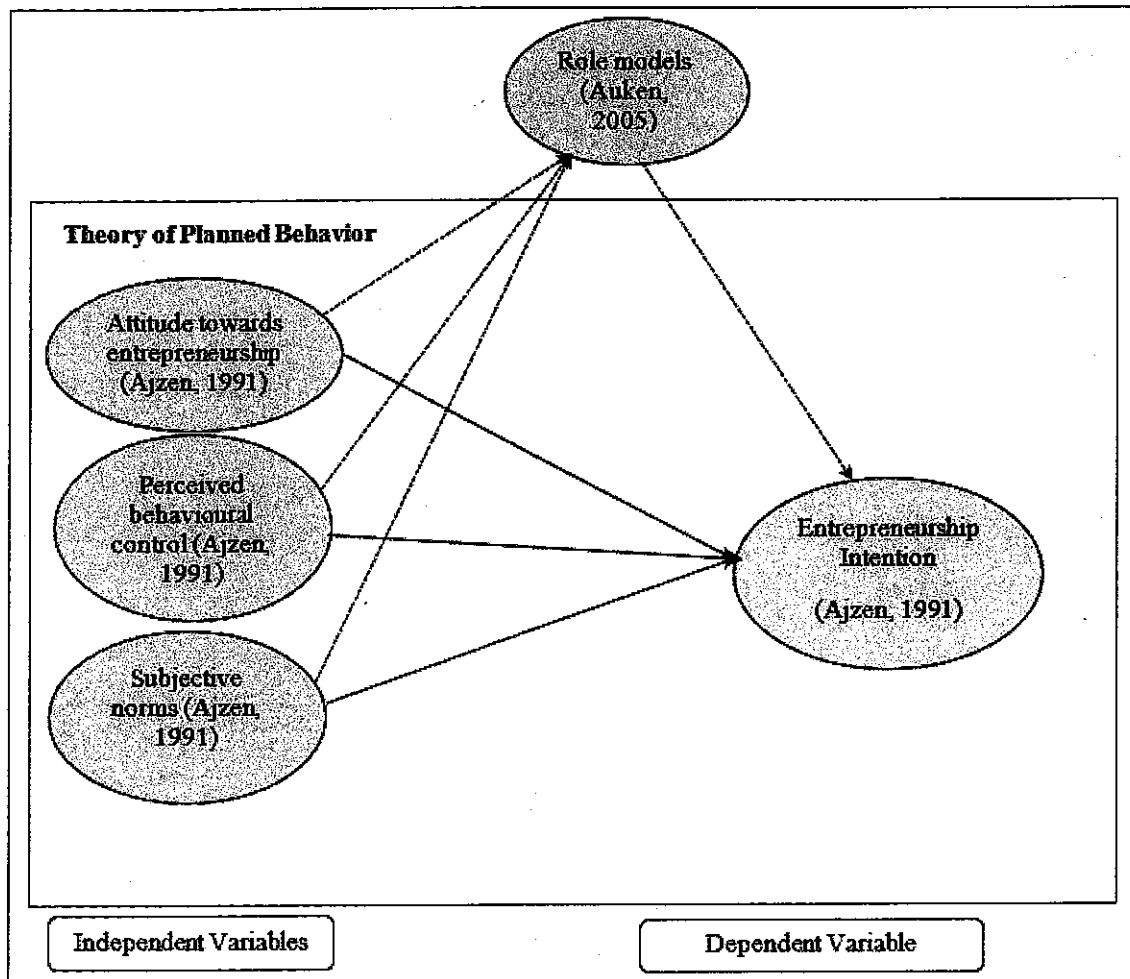 Role models
(Auken,
2005)
Theory of Planned Behavior
Attitude towards
entrepreneurship
(Ajzen, 1991)
Perceived
behavioural
control (Ajzen,
1991)
Entrepreneurship
Intention
(Ajzen, 1991)
Subjective
norms (Ajzen,
1991)
Independent Variables
Dependent Variable